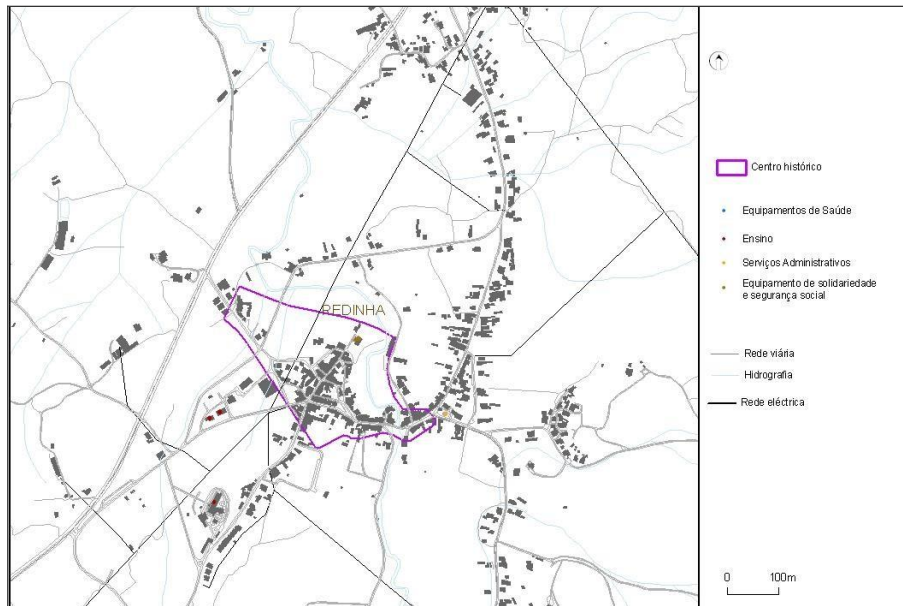 REDINHA
Centro histórico
Equipamentos de Saúde
Ensino
Serviços Administrativos
Equipamento de solidariedade
e segurança social
Rede viária
Hidrografia
Rede eléctrica
0 100m